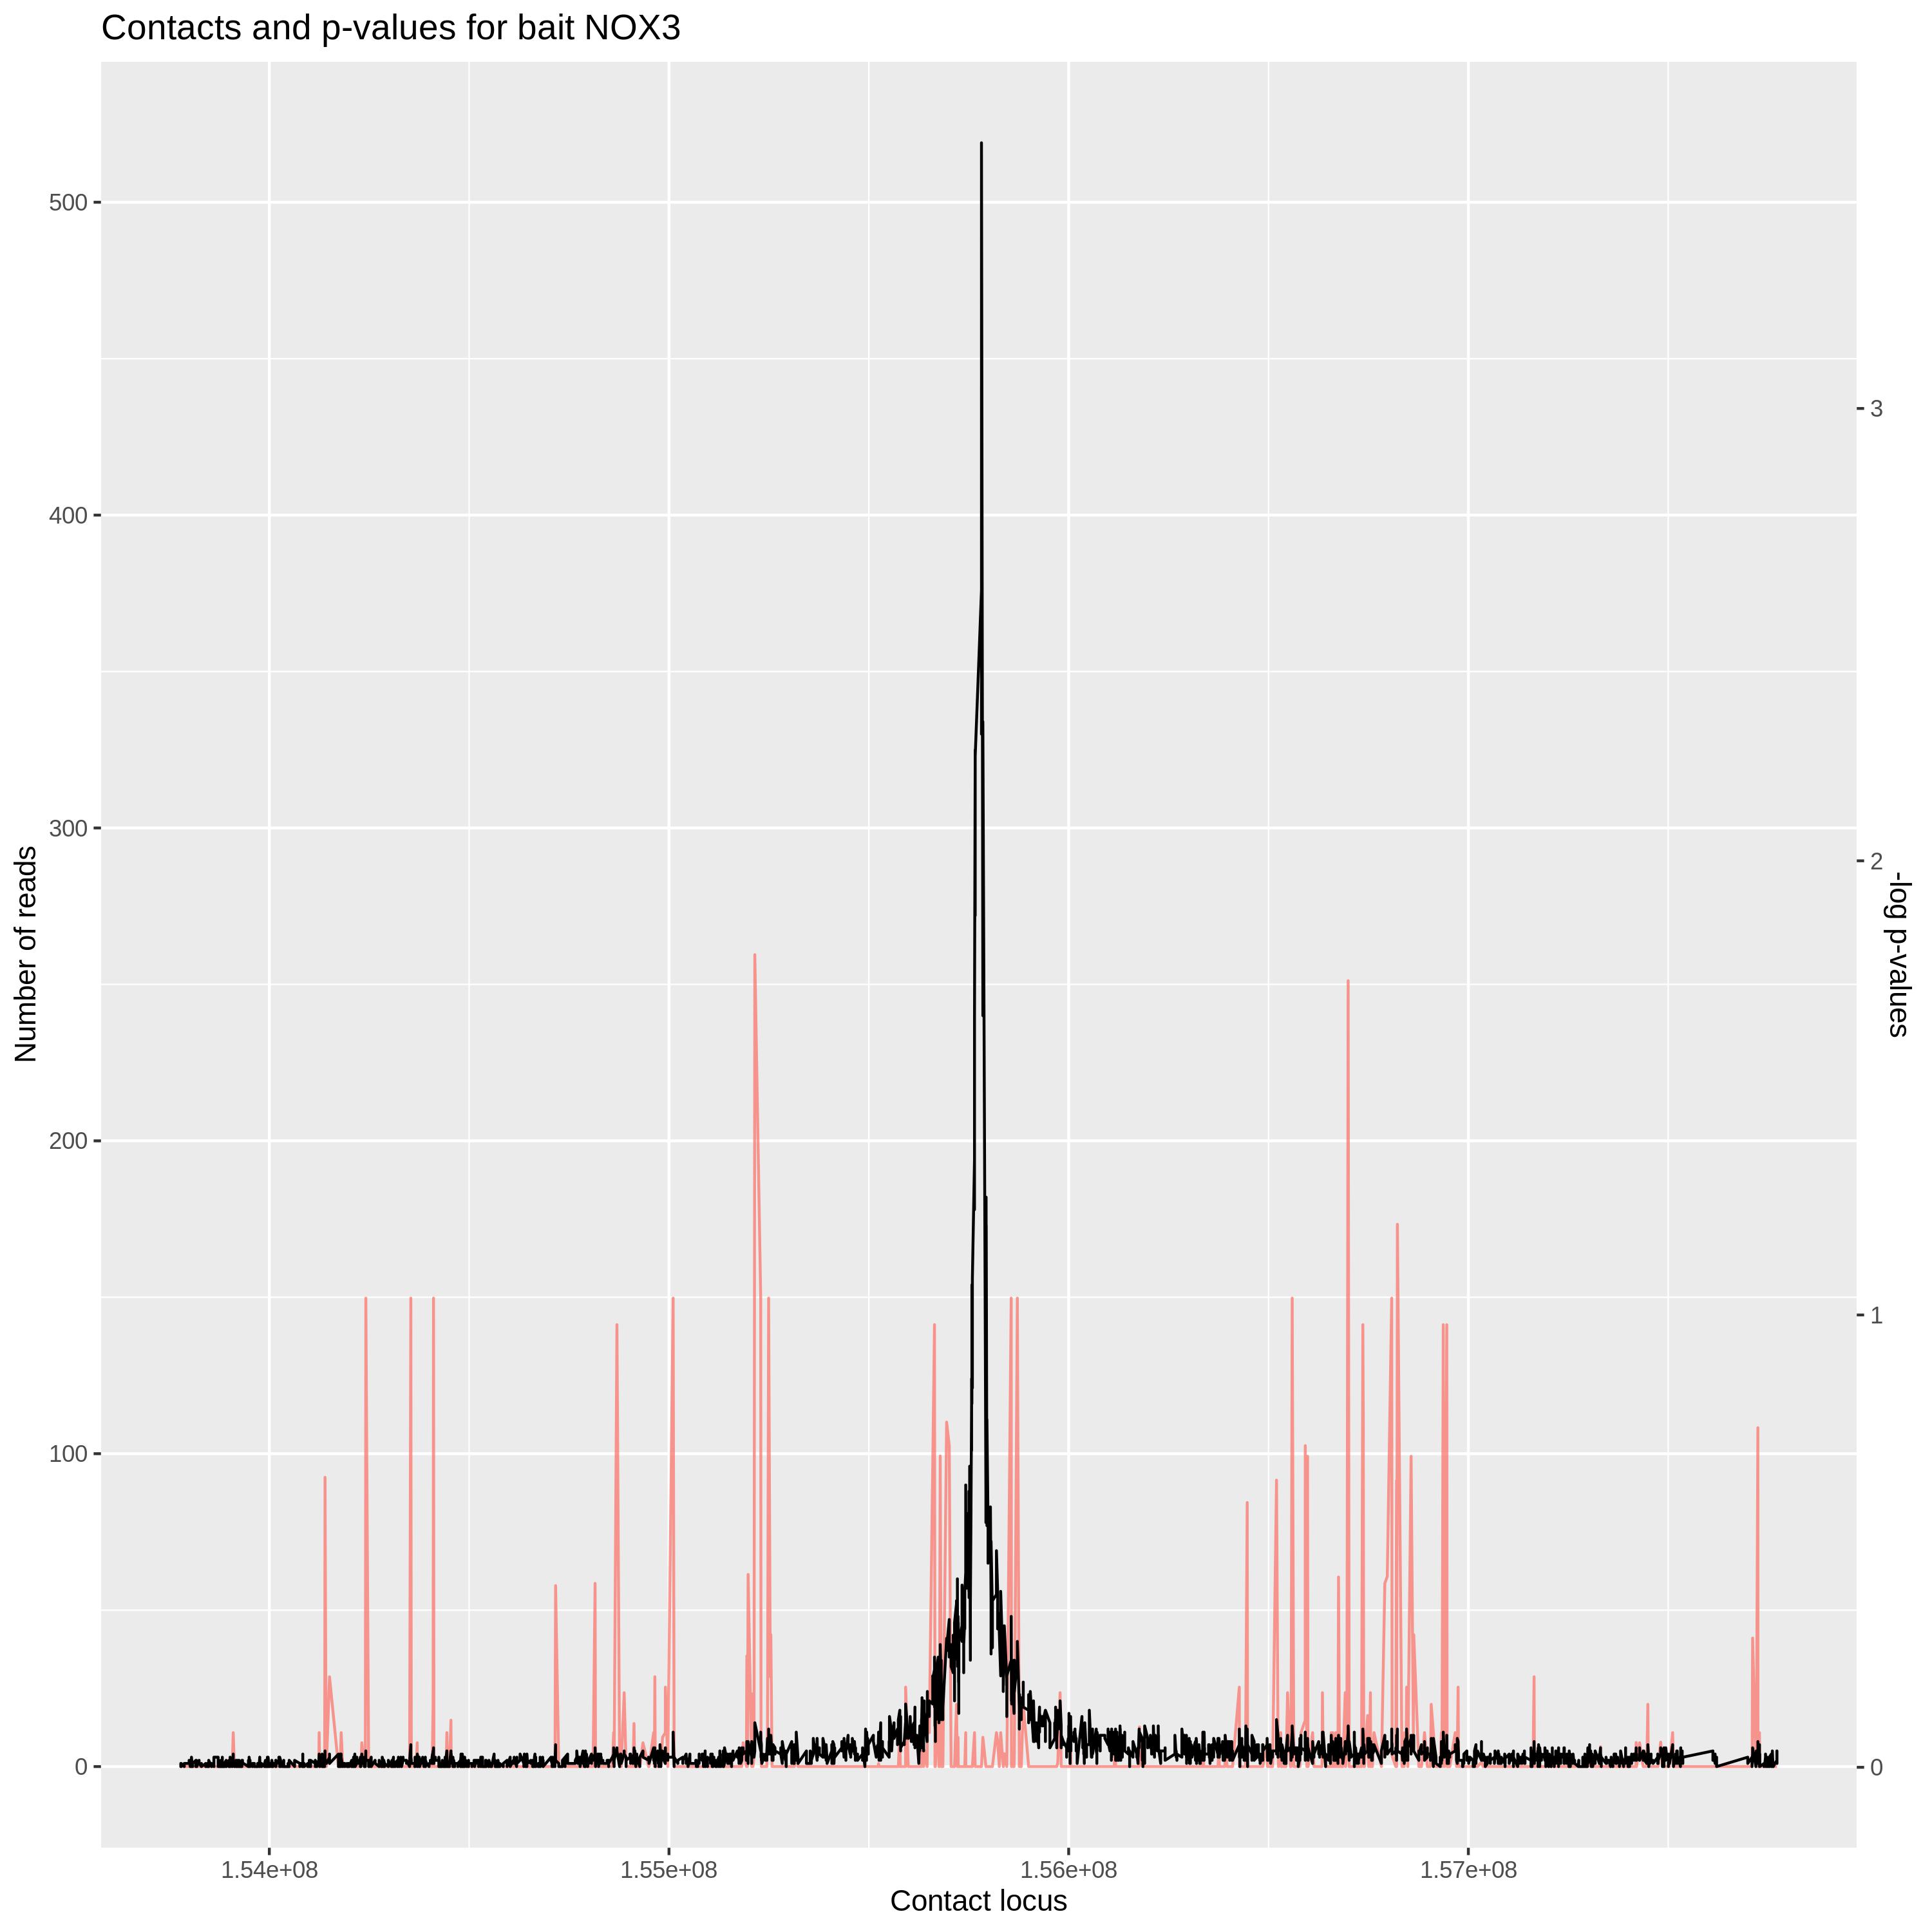 Contacts and p-values for bait NOX3
500
400
300
200
100
0
Number of reads
3
2
1
0
-log p-values
1.54e+08 1.55e+08 1.56e+08 1.57e+08
Contact locus